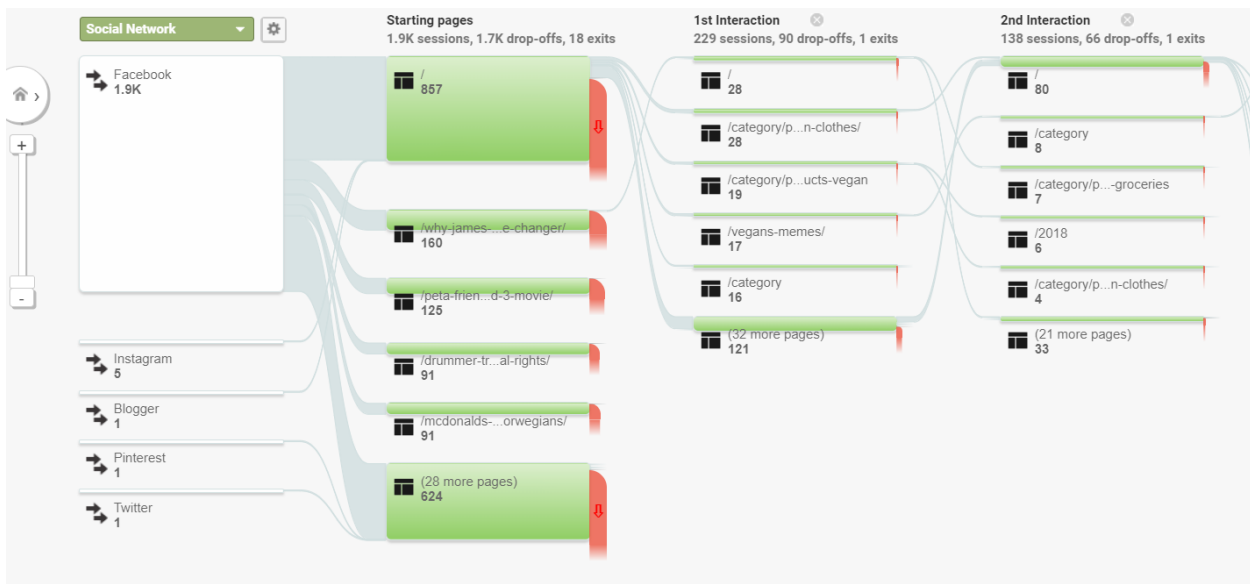 Social Network
Facebook
1.9K
Instagram
5
Blogger
1
Pinterest
1
Twitter
1
+
-
Starting pages
1.9K sessions, 1.7K drop-offs, 18 exits
/
857
/why-james-...e-changer/
160
/peta-frien...d-3-movie/
125
/drummer-tr...al-rights/
91
/mcdonalds-...orwegians/
91
(28 more pages)
624
1st Interaction
229 sessions, 90 drop-offs, 1 exits
/
28
/category/p...n-clothes/
28
/category/p...ucts-vegan
19
/vegans-memes/
17
/category
16
(32 more pages)
121
2nd Interaction
138 sessions, 66 drop-offs, 1 exits
/
80
/category
8
/category/p...-groceries
7
/2018
6
/category/p...n-clothes/
4
(21 more pages)
33